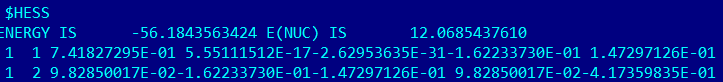 $HESS
ENERGY IS      -56.1843563424 E(NUC) IS       12.0685437610
1  1 7.41827295E-01 5.55111512E-17-2.62953635E-31-1.62233730E-01 1.47297126E-01
1  2 9.82850017E-02-1.62233730E-01-1.47297126E-01 9.82850017E-02-4.17359835E-01